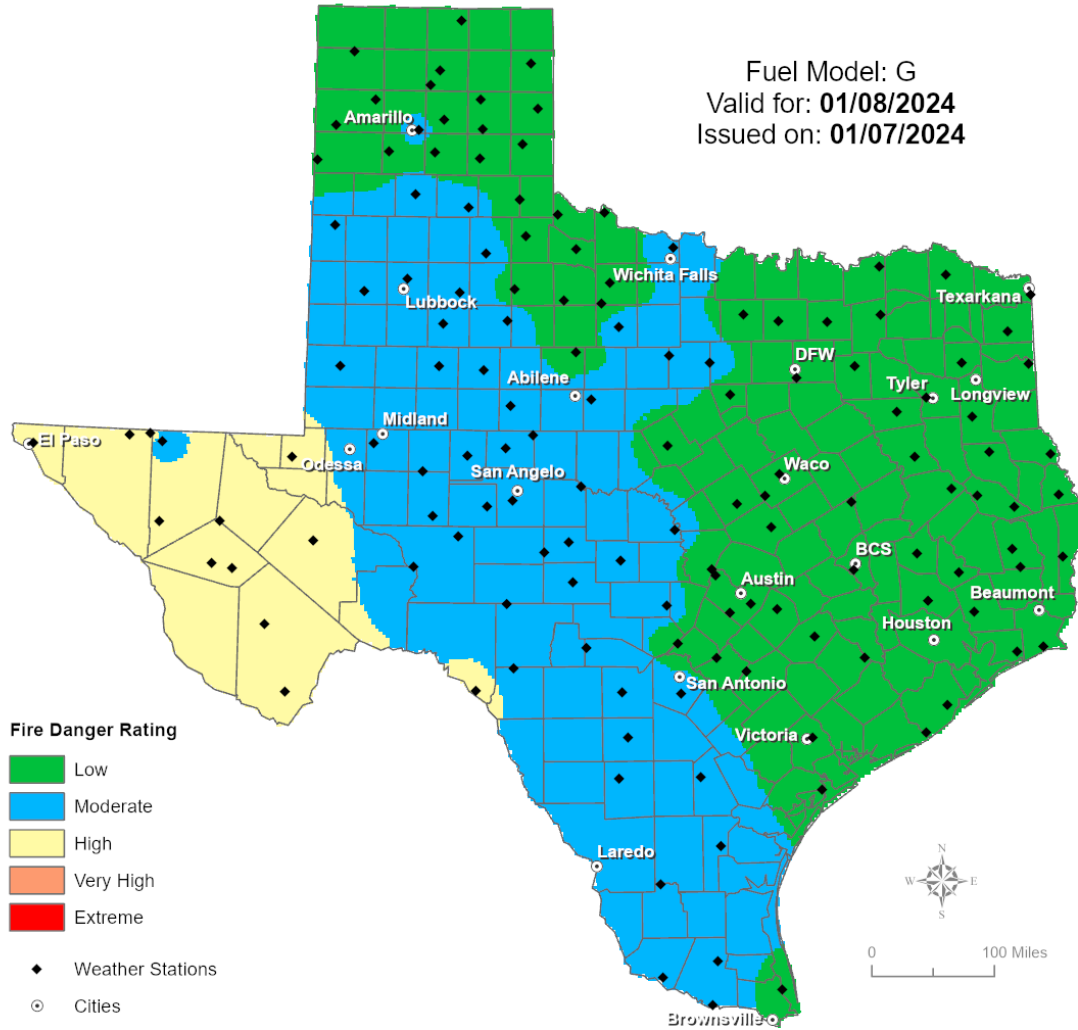 Fuel Model: G
Valid for: 01/08/2024
Issued on: 01/07/2024
Amarillo
Wichita Falls
Lubbock
Texarkana
DFW
Abilene
Tyler
Longview
Midland
El Paso
Odessa
San Angelo
Waco
BCS
Austin
Beaumont
Houston
San Antonio
Victoria
Fire Danger Rating
Low
Moderate
High
Laredo
Very High
Extreme
N
W
E
S
0
100 Miles
Weather Stations
Cities
Brownsville